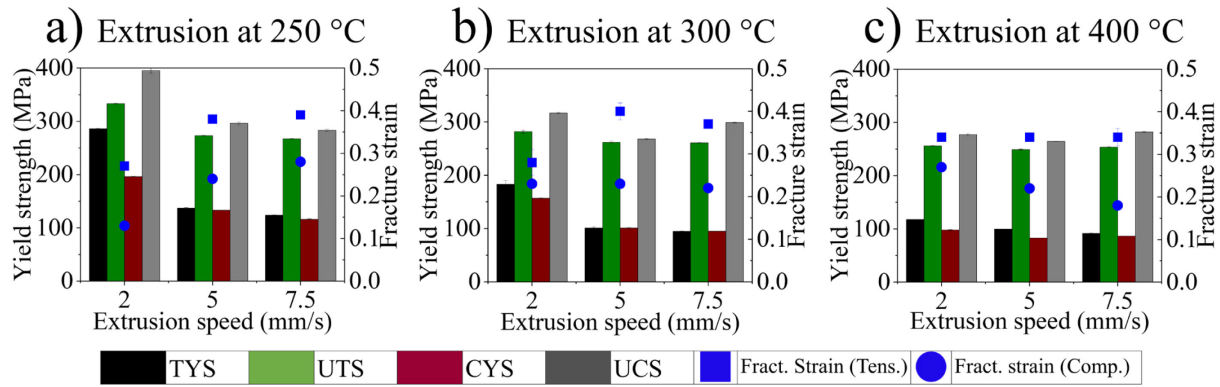 a) Extrusion at 250 °C
Yield strength (MPa)
400
300
200
100
0
0.5
0.4
0.3
0.2
0.1
0.0
Fracture strain
2 5 7.5
Extrusion speed (mm/s)
b) Extrusion at 300 °C
Yield strength (MPa)
400
300
200
100
0
0.5
0.4
0.3
0.2
0.1
0.0
Fracture strain
2 5 7.5
Extrusion speed (mm/s)
c) Extrusion at 400 °C
Yield strength (MPa)
400
300
200
100
0
0.5
0.4
0.3
0.2
0.1
0.0
Fracture strain
2 5 7.5
Extrusion speed (mm/s)
TYS UTS CYS UCS Fract. Strain (Tens.) Fract. strain (Comp.)